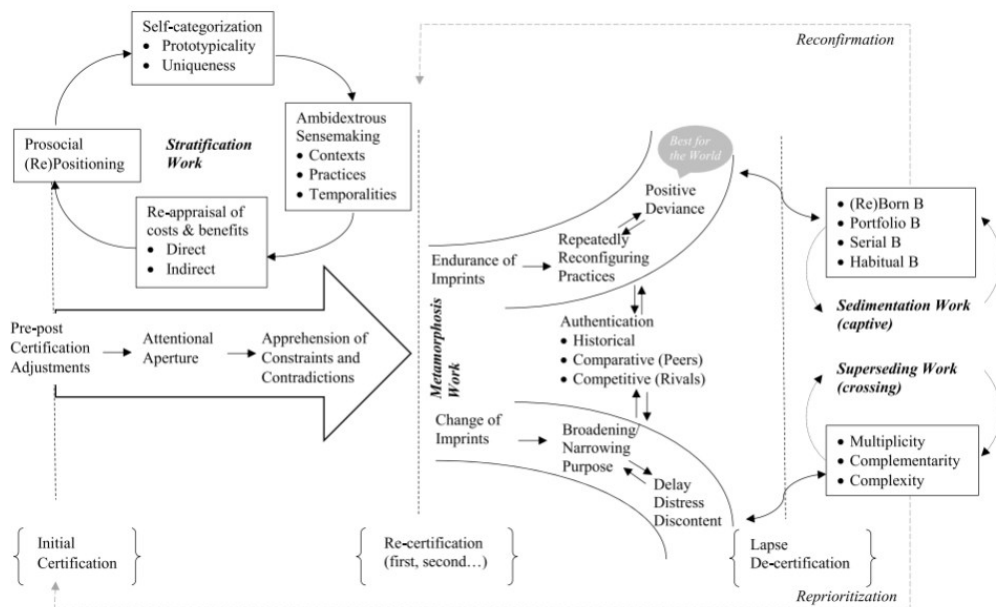 Self-categorization
• Prototypicality
• Uniqueness
Reconfirmation
Prosocial
(Re)Positioning
Stratification
Work
Ambidextrous
Sensemaking
• Contexts
• Practices
• Temporalities
Re-appraisal of
costs & benefits
• Direct
• Indirect
Pre-post
Certification
Adjustments
Attentional
Aperture
Apprehension of
Constraints and
Contradictions
Metamorphosis
Work
Best for
the World
Positive
Deviance
Endurance of
Imprints
Repeatedly
Reconfiguring
Practices
Authentication
• Historical
• Comparative (Peers)
• Competitive (Rivals)
Change of
Imprints
Broadening/
Narrowing
Purpose
Delay
Distress
Discontent
• (Re)Born B
• Portfolio B
• Serial B
• Habitual B
Sedimentation Work
(captive)
Superseding Work
(crossing)
• Multiplicity
• Complementarity
• Complexity
Initial
Certification
Re-certification
(first, second…)
Lapse
De-certification
Reprioritization